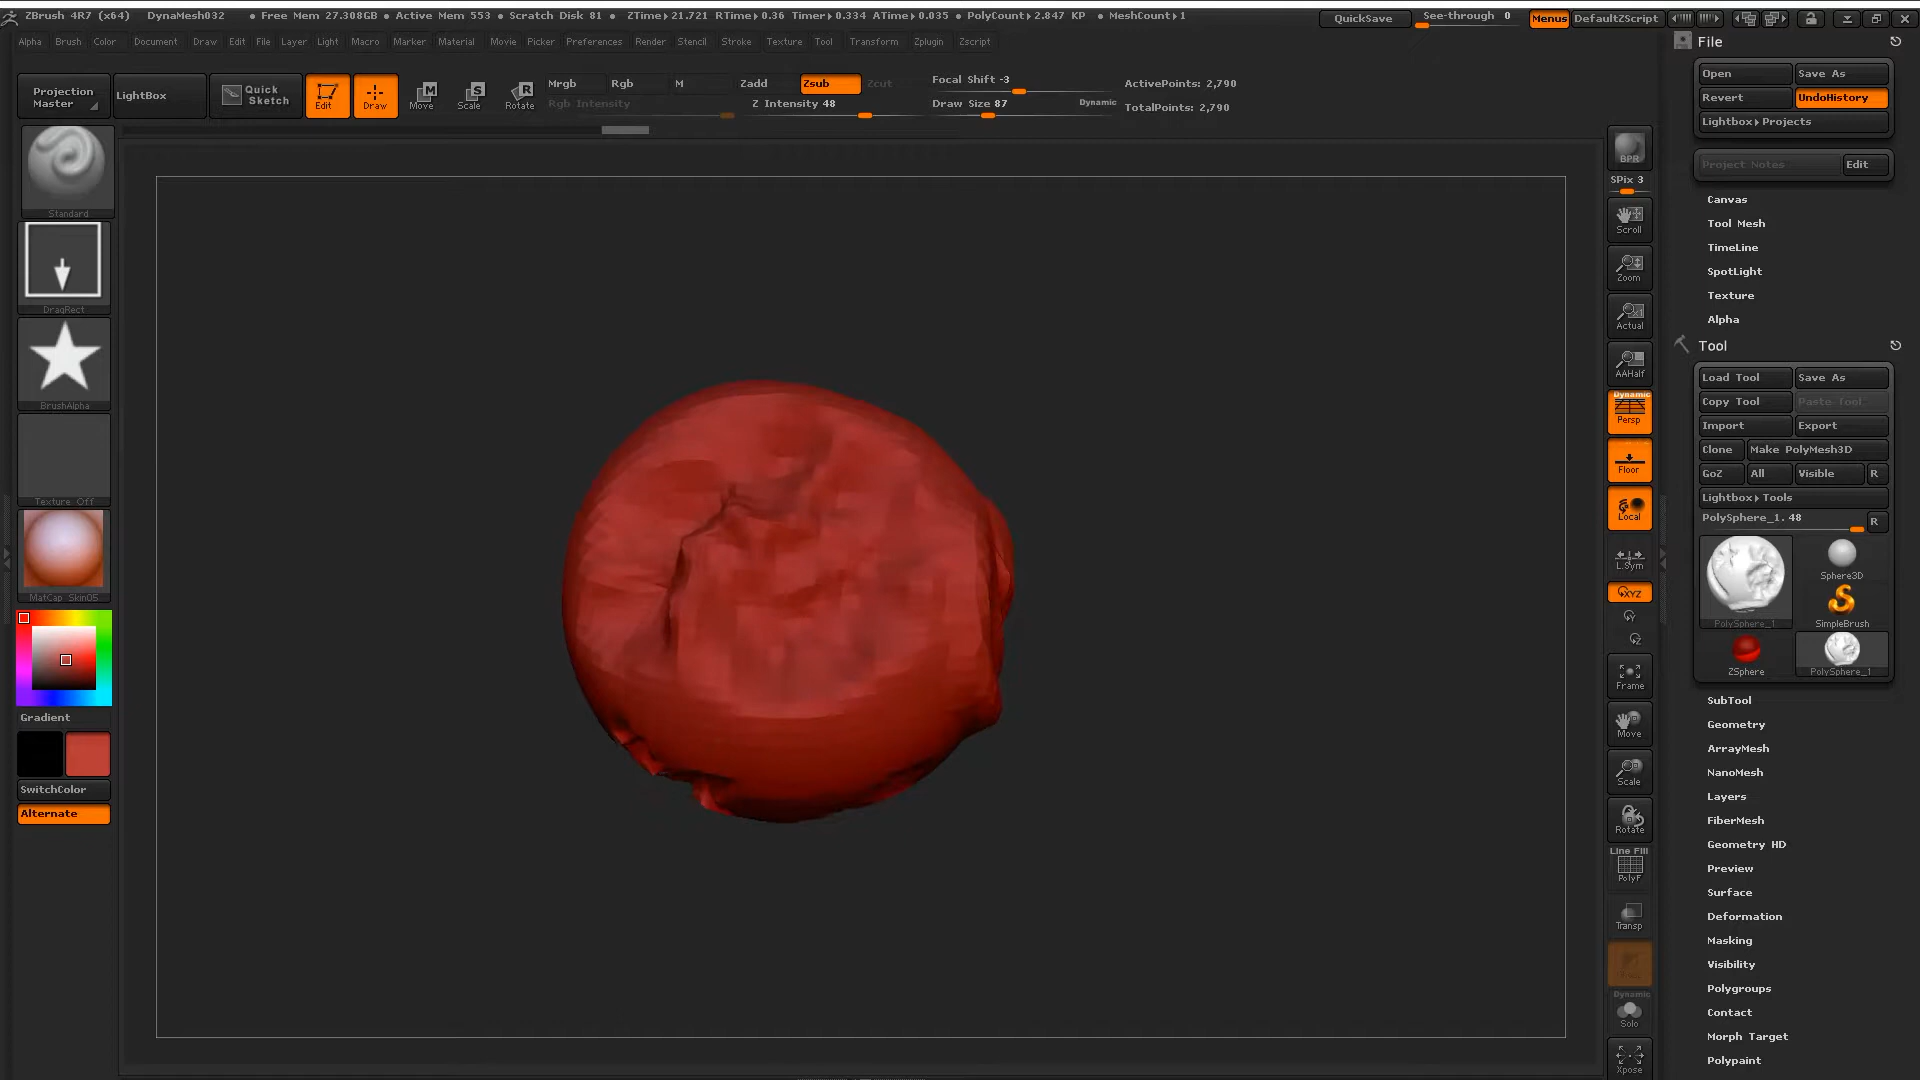 ZBrush 4R7 (x64) DynaMesh032 • Free Mem 27.308GB • Active Mem 553 • Scratch Disk 81 • ZTime▸21.721 RTime▸0.36 Timer▸0.334 ATime▸0.035 • PolyCount▸2.847 KP • MeshCount▸1
QuickSave See-through 0 Menus DefaultZScript
Alpha Brush Color Document Draw Edit File Layer Light Macro Marker Material Movie Picker Preferences Render Stencil Stroke Texture Tool Transform Zplugin Zscript
Projection Master
LightBox
Quick Sketch
Edit
Draw
Move
Scale
Rotate
Mrgb Rgb M
Rgb Intensity
Zadd Zsub Zcut
Z Intensity 48
Focal Shift -3
Draw Size 87 Dynamic
ActivePoints: 2,790
TotalPoints: 2,790
Standard
DragRect
BrushAlpha
Texture Off
MatCap Skin05
Gradient
SwitchColor
Alternate
BPR
SPix 3
Scroll
Zoom
Actual
AAHalf
Dynamic
Persp
Floor
Local
L.Sym
XYZ
Frame
Move
Scale
Rotate
Line Fill
PolyF
Transp
Dynamic
Solo
Xpose
File
Open Save As
Revert UndoHistory
Lightbox▸Projects
Project Notes Edit
Canvas
Tool Mesh
TimeLine
SpotLight
Texture
Alpha
Tool
Load Tool Save As
Copy Tool Paste Tool
Import Export
Clone Make PolyMesh3D
GoZ All Visible R
Lightbox▸Tools
PolySphere_1. 48 R
PolySphere_1
Sphere3D
SimpleBrush
ZSphere
PolySphere_1
SubTool
Geometry
ArrayMesh
NanoMesh
Layers
FiberMesh
Geometry HD
Preview
Surface
Deformation
Masking
Visibility
Polygroups
Contact
Morph Target
Polypaint